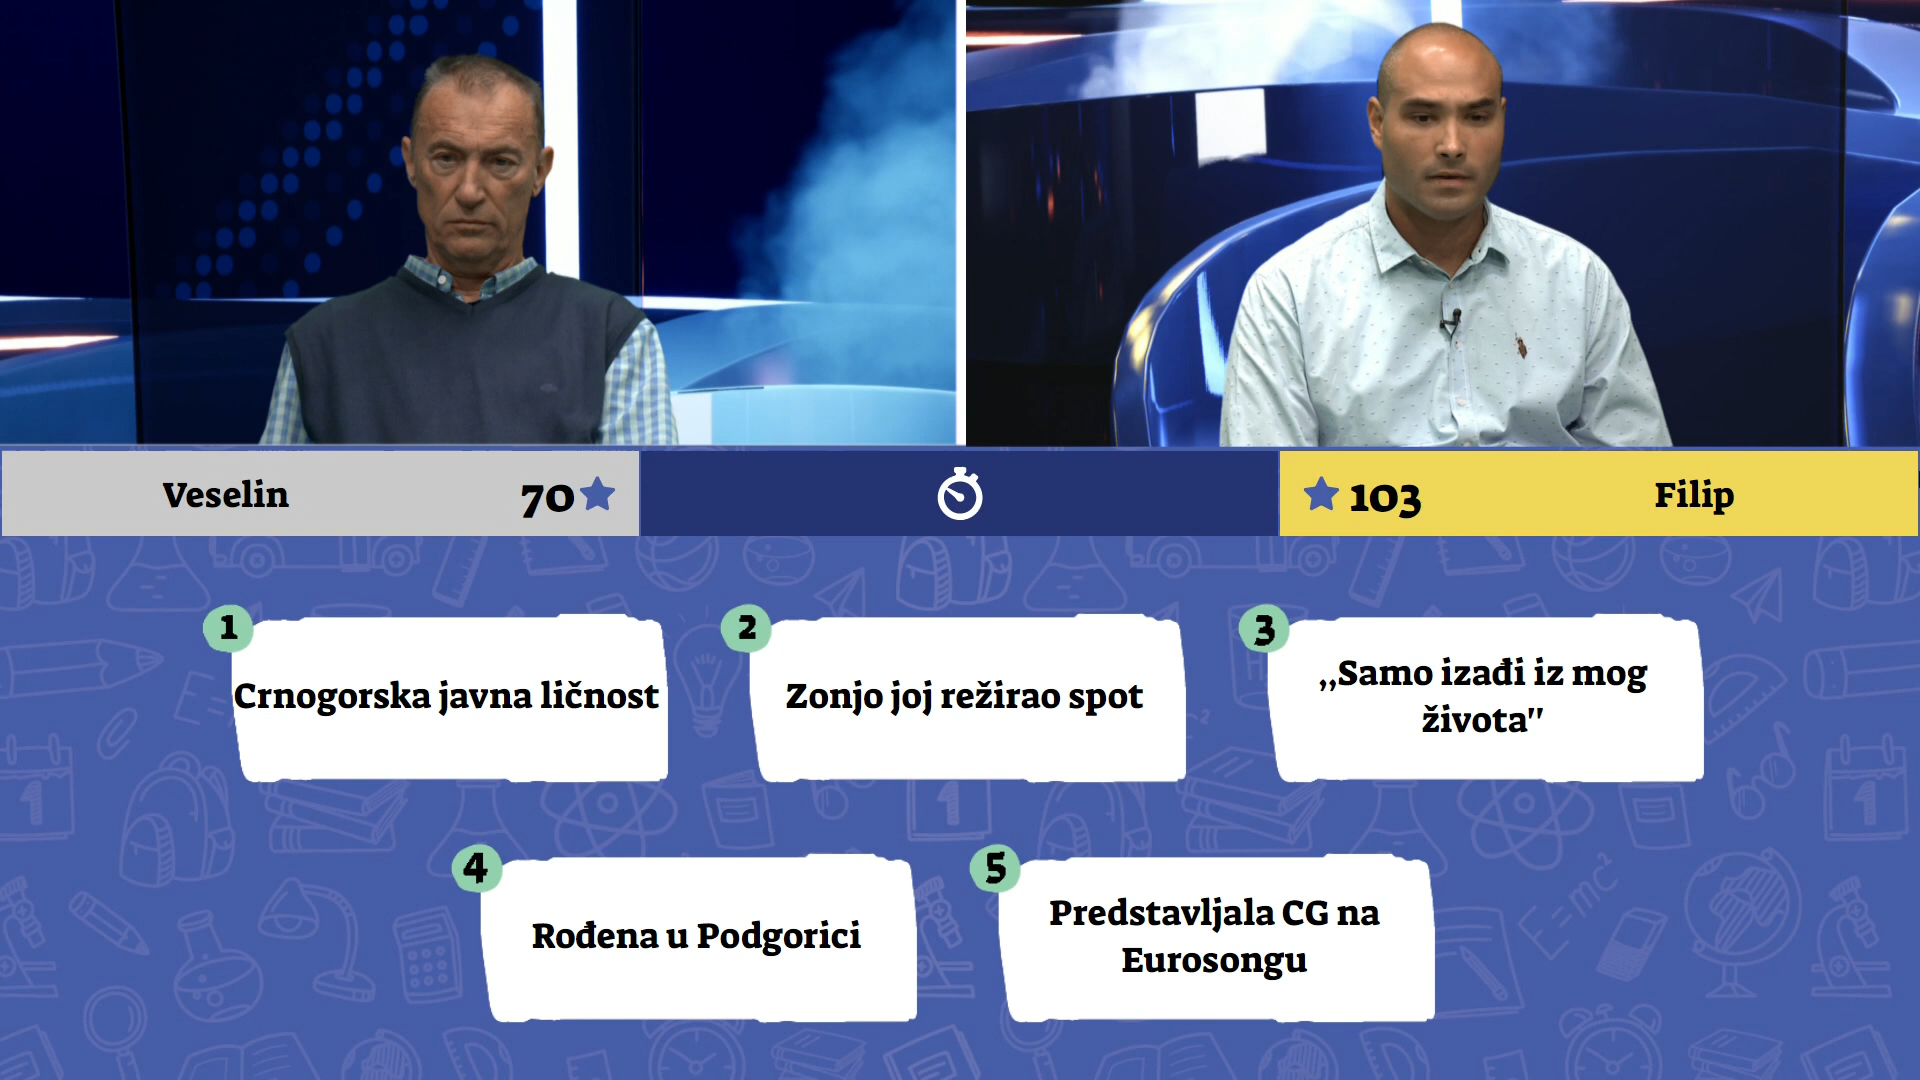 Veselin 70 103 Filip
1 2 3
Crnogorska javna ličnost
Zonjo joj režirao spot
,,Samo izađi iz mog
života"
4 5
Rođena u Podgorici
Predstavljala CG na
Eurosongu